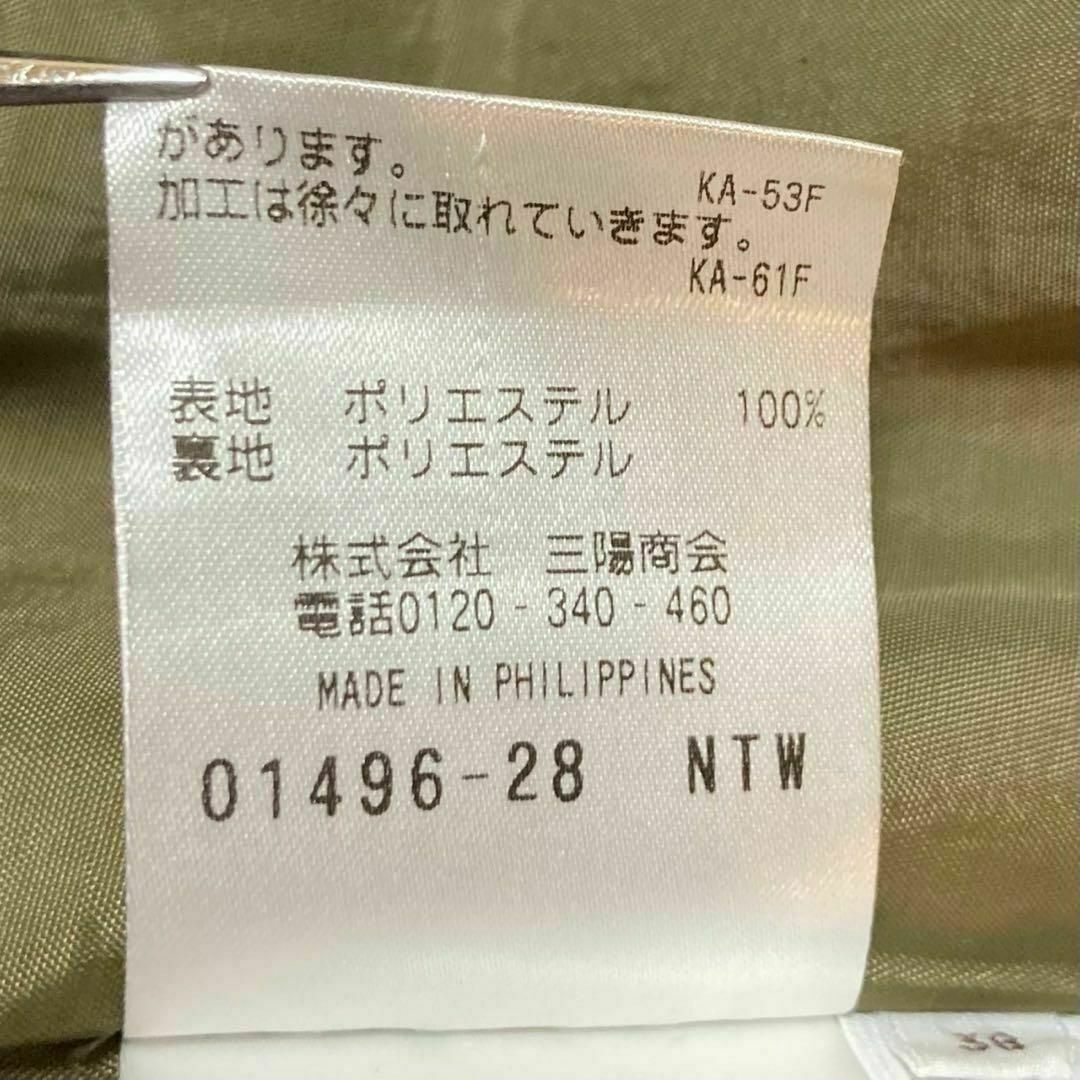 があります。
KA-53F
加工は徐々に取れていきます。
KA-61F
表地 ポリエステル 100%
裏地 ポリエステル
株式会社 三陽商会
電話0120-340-460
MADE IN PHILIPPINES
01496-28 NTW